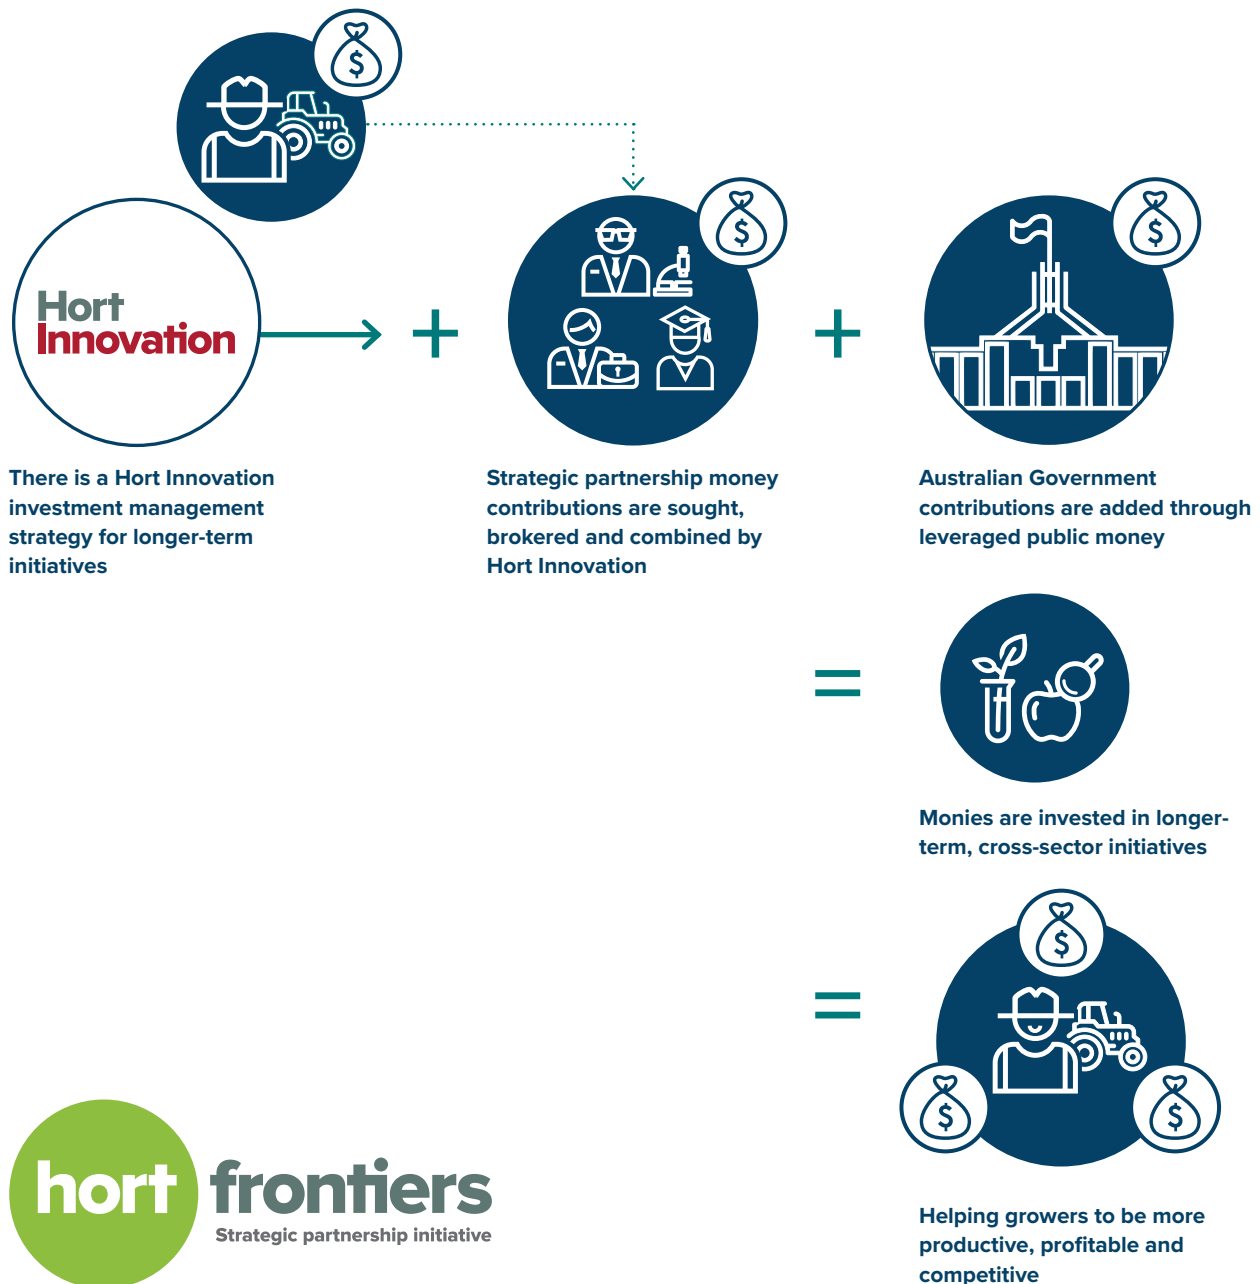 $
$
$
Hort
Innovation
There is a Hort Innovation
investment management
strategy for longer-term
initiatives
Strategic partnership money
contributions are sought,
brokered and combined by
Hort Innovation
Australian Government
contributions are added through
leveraged public money
Monies are invested in longer-
term, cross-sector initiatives
$
$
$
Helping growers to be more
productive, profitable and
competitive
hort frontiers
Strategic partnership initiative